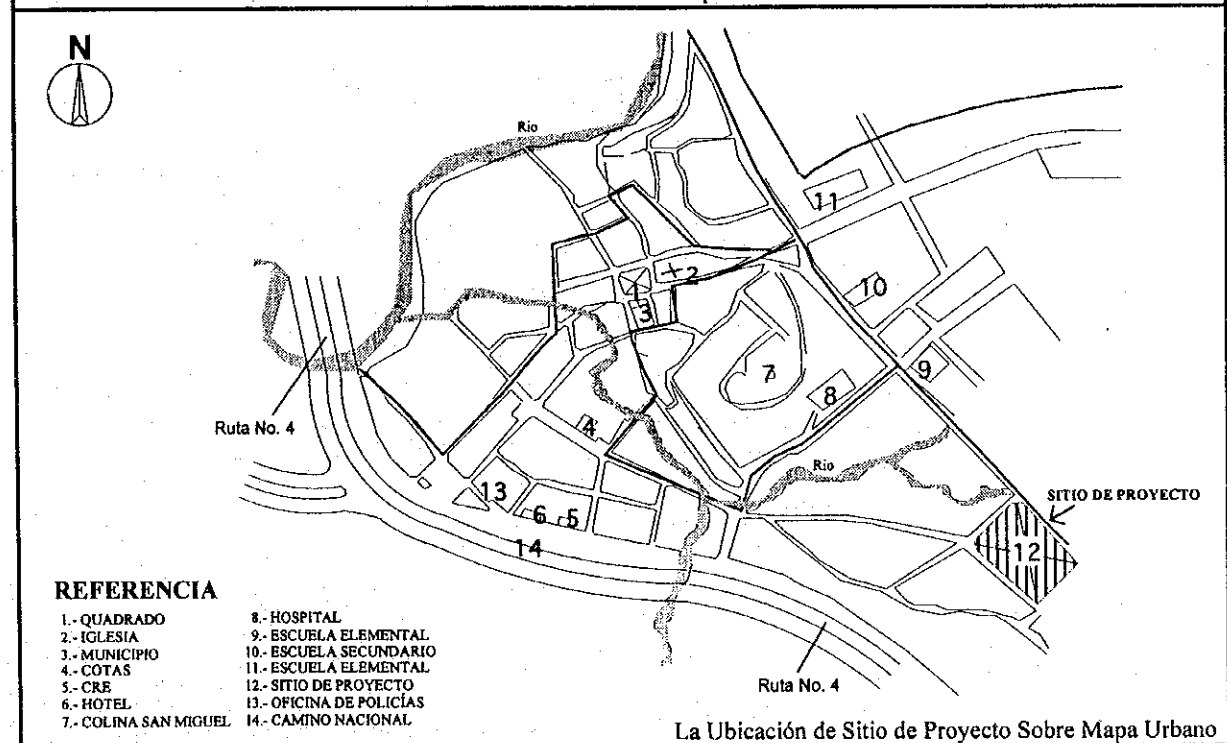 N
Rio
11
2
1
3
10
7
9
8
Ruta No. 4
4
Rio
SITIO DE PROYECTO
13
6 5
12
14
REFERENCIA
1.- QUADRADO
2.- IGLESIA
3.- MUNICIPIO
4.- COTAS
5.- CRE
6.- HOTEL
7.- COLINA SAN MIGUEL
8.- HOSPITAL
9.- ESCUELA ELEMENTAL
10.- ESCUELA SECUNDARIO
11.- ESCUELA ELEMENTAL
12.- SITIO DE PROYECTO
13.- OFICINA DE POLICÍAS
14.- CAMINO NACIONAL
Ruta No. 4
La Ubicación de Sitio de Proyecto Sobre Mapa Urbano